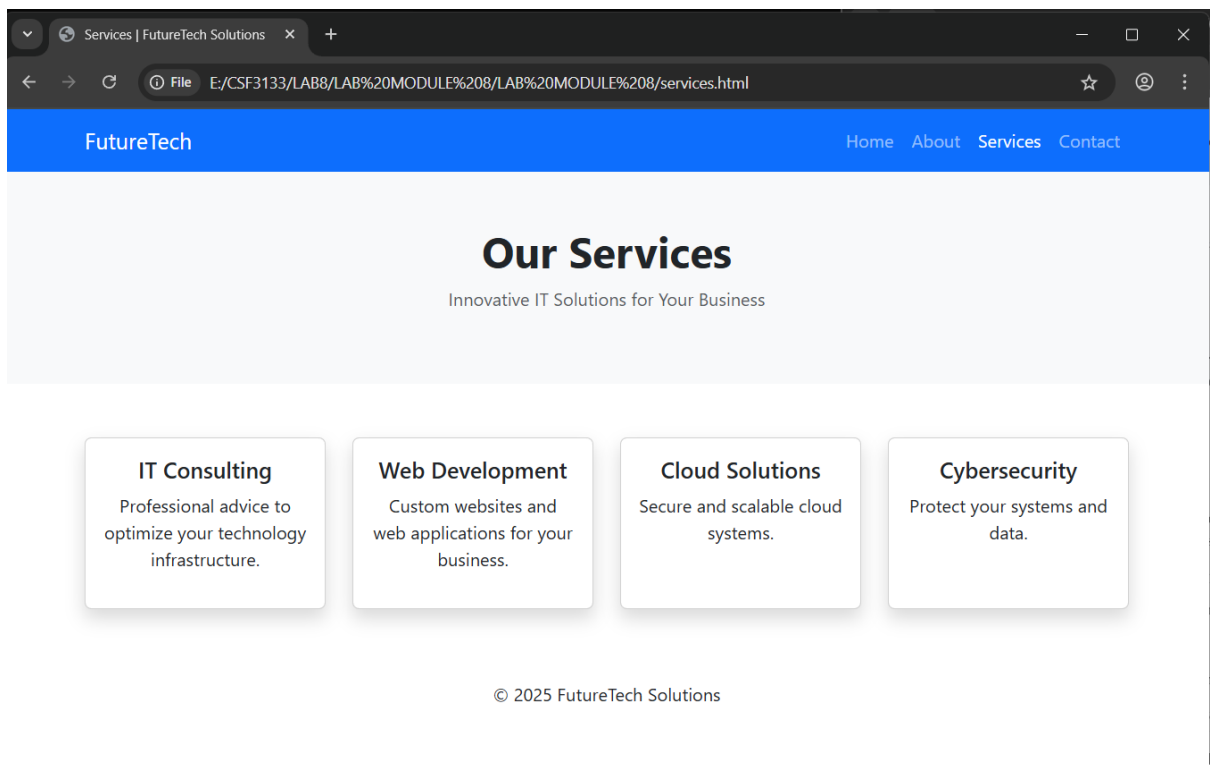 Services | FutureTech Solutions
File E:/CSF3133/LAB8/LAB%20MODULE%208/LAB%20MODULE%208/services.html
FutureTech Home About Services Contact
Our Services
Innovative IT Solutions for Your Business
IT Consulting
Professional advice to
optimize your technology
infrastructure.
Web Development
Custom websites and
web applications for your
business.
Cloud Solutions
Secure and scalable cloud
systems.
Cybersecurity
Protect your systems and
data.
© 2025 FutureTech Solutions